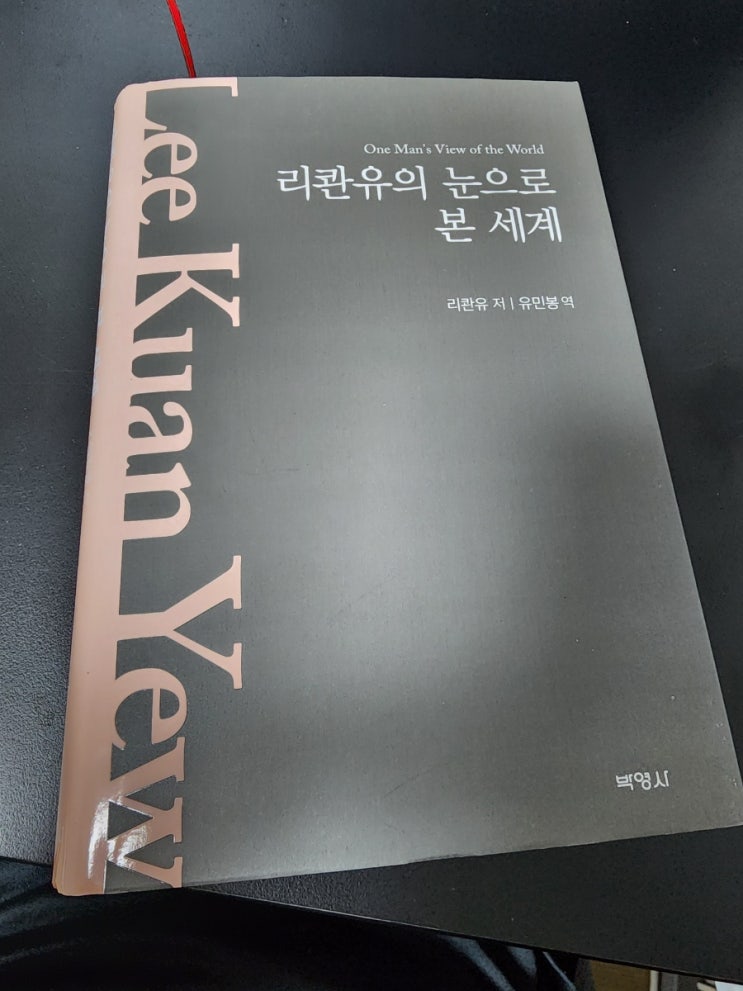 Lee Kuan Yew
One Man's View of the World
리콴유의 눈으로
본 세계
리콴유 저 | 유민봉 역
박영사